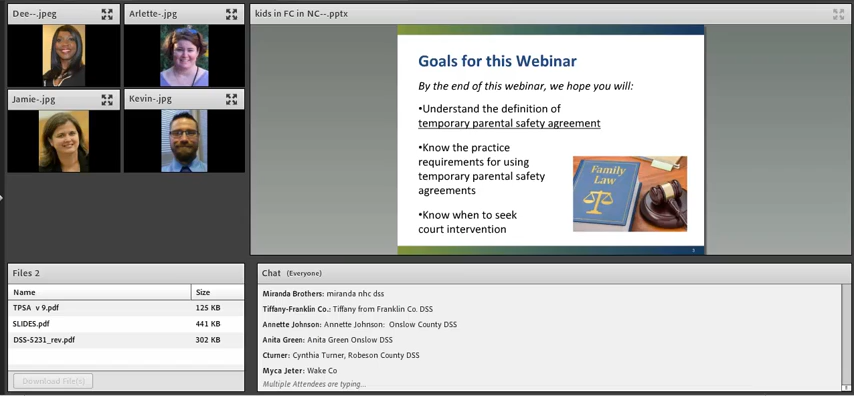 Dee--.jpeg
Arlette-.jpg
Jamie-.jpg
Kevin-.jpg
kids in FC in NC--.pptx
Goals for this Webinar
By the end of this webinar, we hope you will:
•Understand the definition of
temporary parental safety agreement
•Know the practice
requirements for using
temporary parental safety
agreements
•Know when to seek
court intervention
Family
Law
Files 2
Name Size
TPSA v 9.pdf 125 KB
SLIDES.pdf 441 KB
DSS-5231_rev.pdf 302 KB
Download File(s)
Chat (Everyone)
Miranda Brothers: miranda nhc dss
Tiffany-Franklin Co.: Tiffany from Franklin Co. DSS
Annette Johnson: Annette Johnson: Onslow County DSS
Anita Green: Anita Green Onslow DSS
Cturner: Cynthia Turner, Robeson County DSS
Myca Jeter: Wake Co
Multiple Attendees are typing...